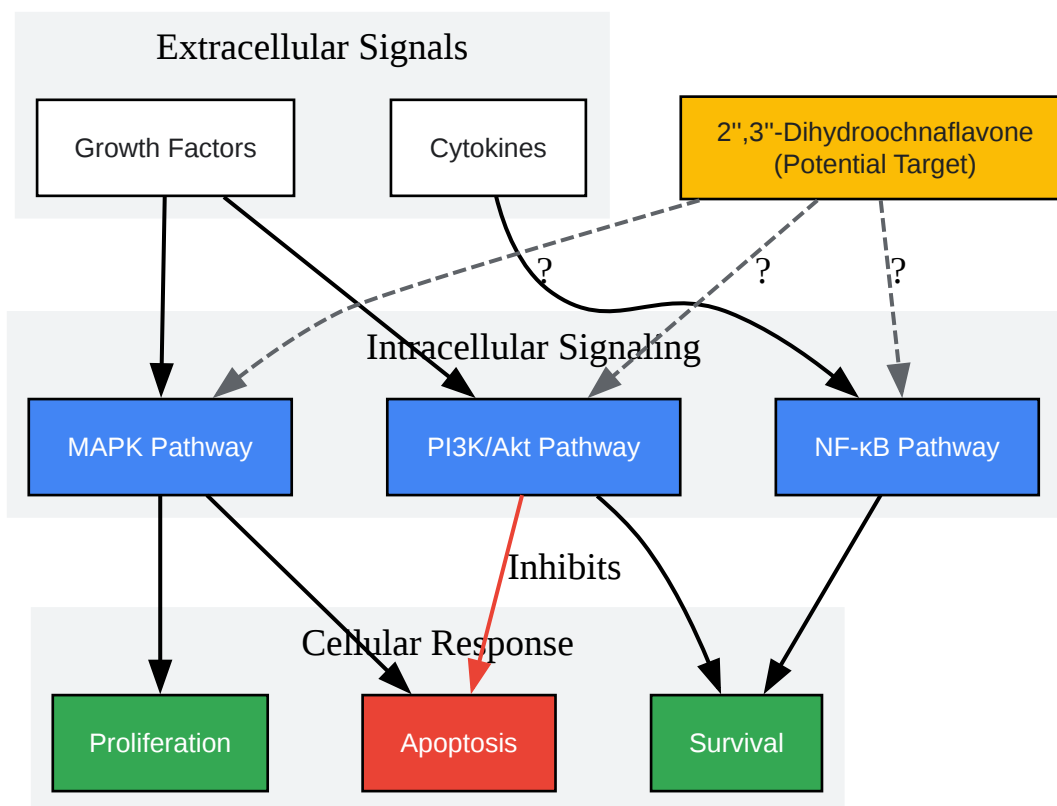 Extracellular Signals
Growth Factors
Cytokines
2",3"-Dihydroochnaflavone
(Potential Target)
?
?
?
Intracellular Signaling
MAPK Pathway
PI3K/Akt Pathway
NF-κB Pathway
Inhibits
Cellular Response
Proliferation
Apoptosis
Survival